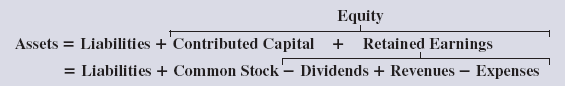 Equity
Assets = Liabilities + Contributed Capital + Retained Earnings
= Liabilities + Common Stock − Dividends + Revenues − Expenses